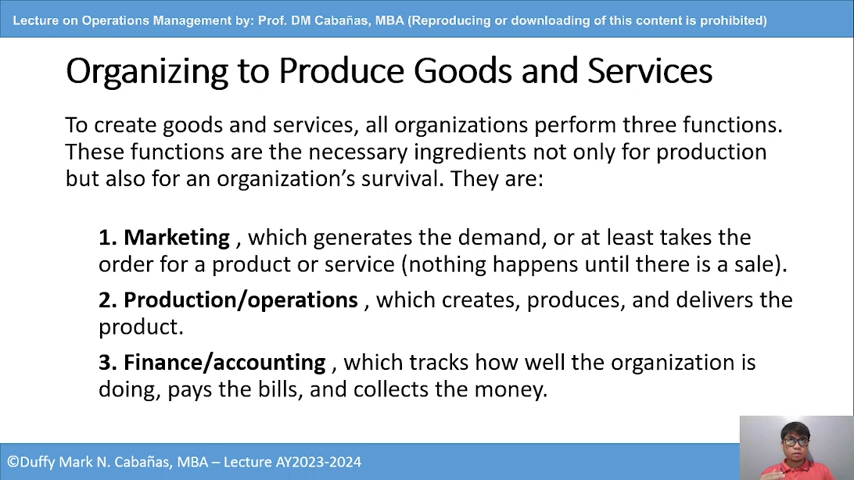 Lecture on Operations Management by: Prof. DM Cabañas, MBA (Reproducing or downloading of this content is prohibited)
Organizing to Produce Goods and Services
To create goods and services, all organizations perform three functions.
These functions are the necessary ingredients not only for production
but also for an organization's survival. They are:
1. Marketing , which generates the demand, or at least takes the
order for a product or service (nothing happens until there is a sale).
2. Production/operations , which creates, produces, and delivers the
product.
3. Finance/accounting , which tracks how well the organization is
doing, pays the bills, and collects the money.
©Duffy Mark N. Cabañas, MBA – Lecture AY2023-2024